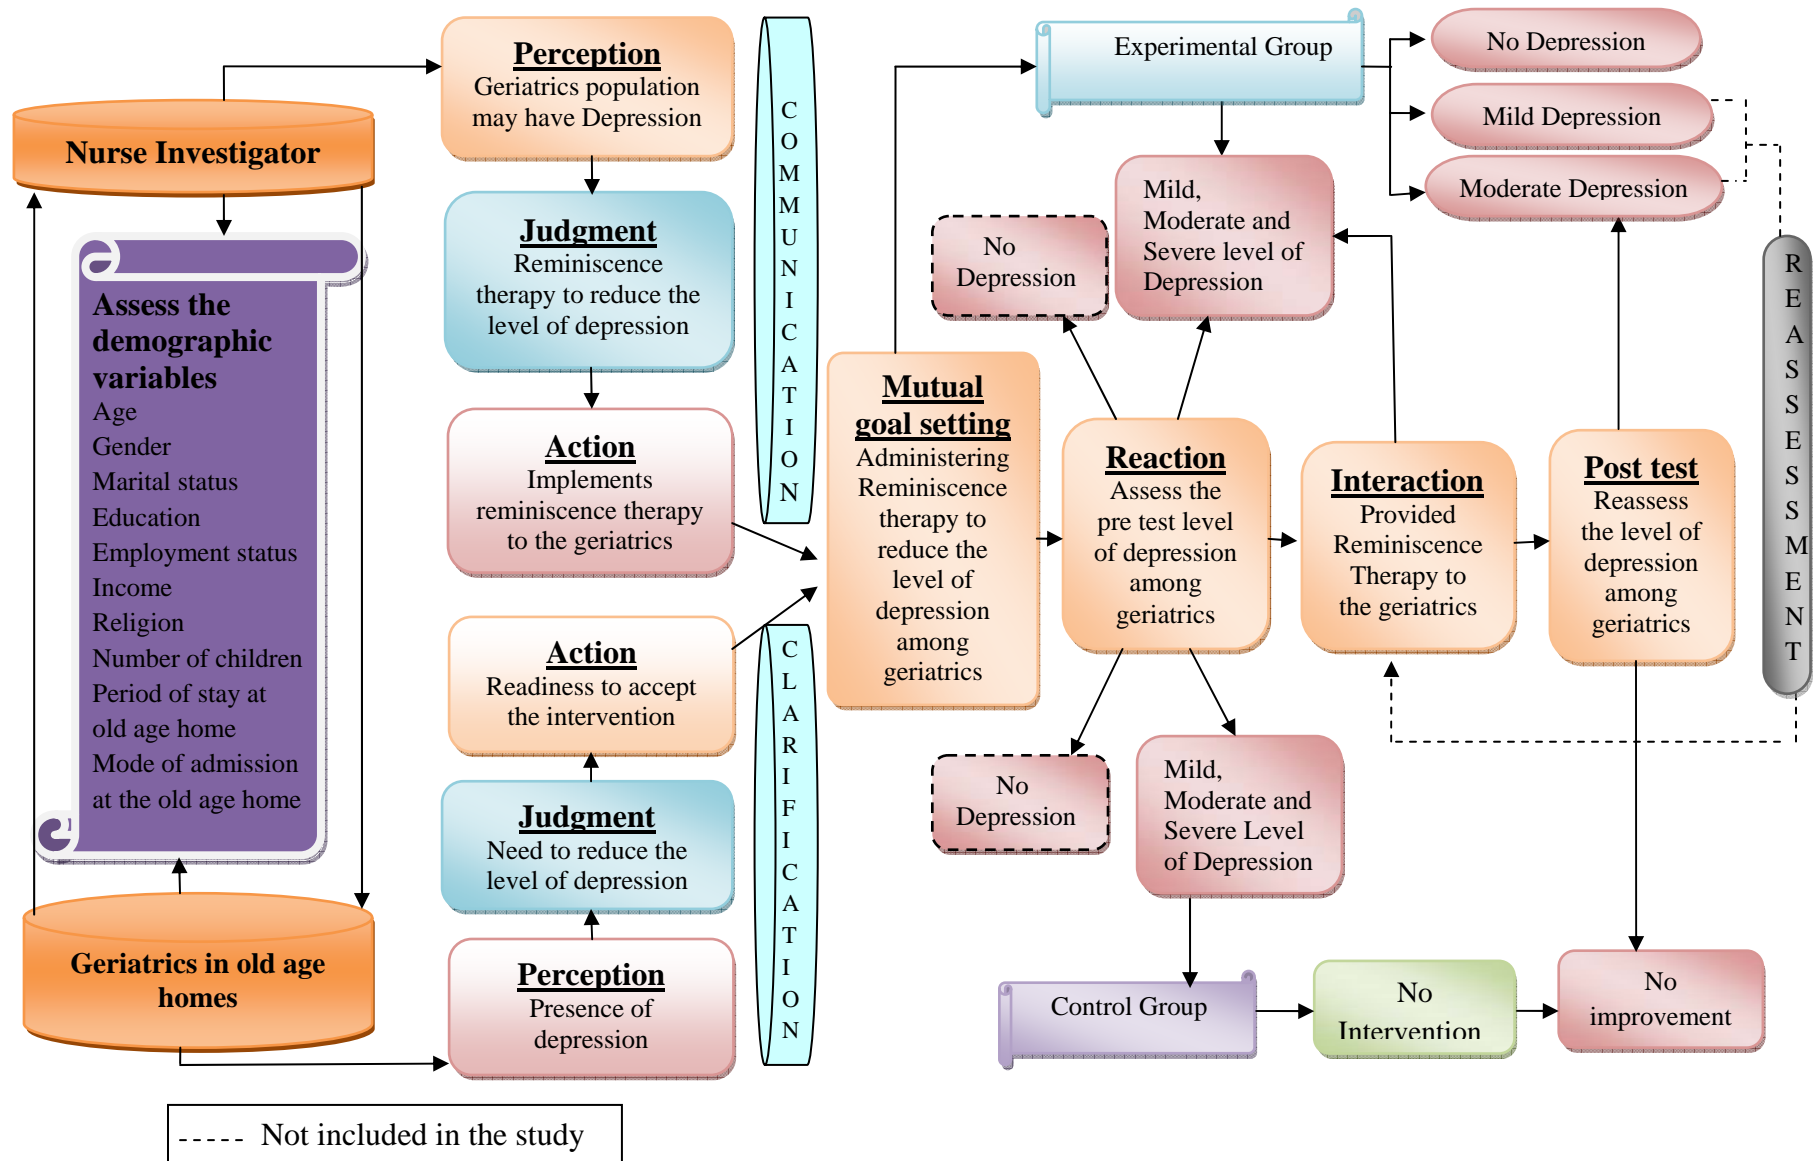 Nurse Investigator
Assess the
demographic
variables
Age
Gender
Marital status
Education
Employment status
Income
Religion
Number of children
Period of stay at
old age home
Mode of admission
at the old age home
Geriatrics in old age
homes
Perception
Geriatrics population
may have Depression
Judgment
Reminiscence
therapy to reduce the
level of depression
Action
Implements
reminiscence therapy
to the geriatrics
Action
Readiness to accept
the intervention
Judgment
Need to reduce the
level of depression
Perception
Presence of
depression
COMMUNICATION
CLARIFICATION
Mutual
goal setting
Administering
Reminiscence
therapy to
reduce the
level of
depression
among
geriatrics
Experimental Group
No Depression
Mild Depression
Moderate Depression
No
Depression
Mild,
Moderate and
Severe level of
Depression
Reaction
Assess the
pre test level
of depression
among
geriatrics
Interaction
Provided
Reminiscence
Therapy to
the geriatrics
Post test
Reassess
the level of
depression
among
geriatrics
REASSESSMENT
No
Depression
Mild,
Moderate and
Severe Level
of Depression
Control Group
No
Intervention
No
improvement
Not included in the study